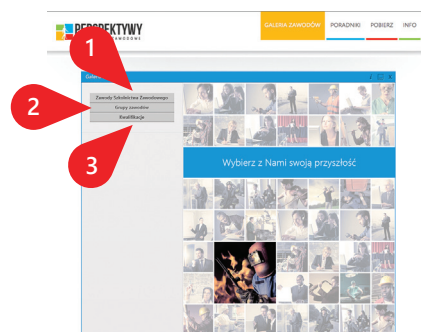 PERSPEKTYWY
ZAWODOWE
GALERIA ZAWODÓW
PORADNIKI
POBIERZ
INFO
1
2
3
Zawody Szkolnictwa Zawodowego
Grupy zawodów
Kwalifikacje
Wybierz z Nami swoją przyszłość